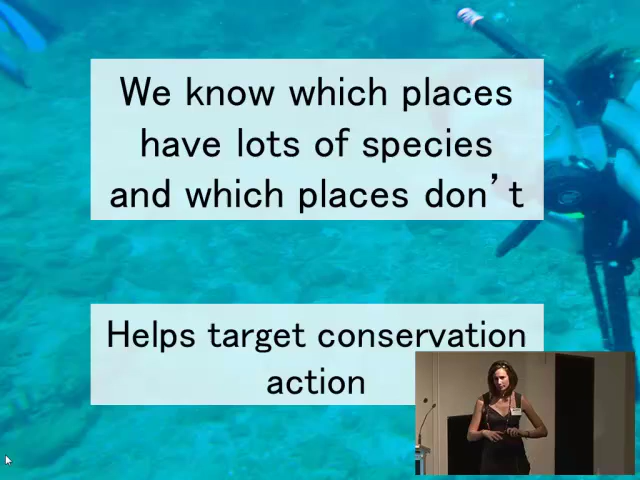 We know which places
have lots of species
and which places don’t
Helps target conservation
action